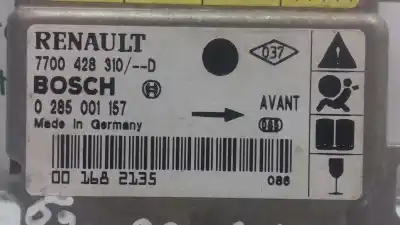 RENAULT
7700 428 310/--D
037
BOSCH
0 285 001 157
AVANT
Made in Germany
00 168 2135
086